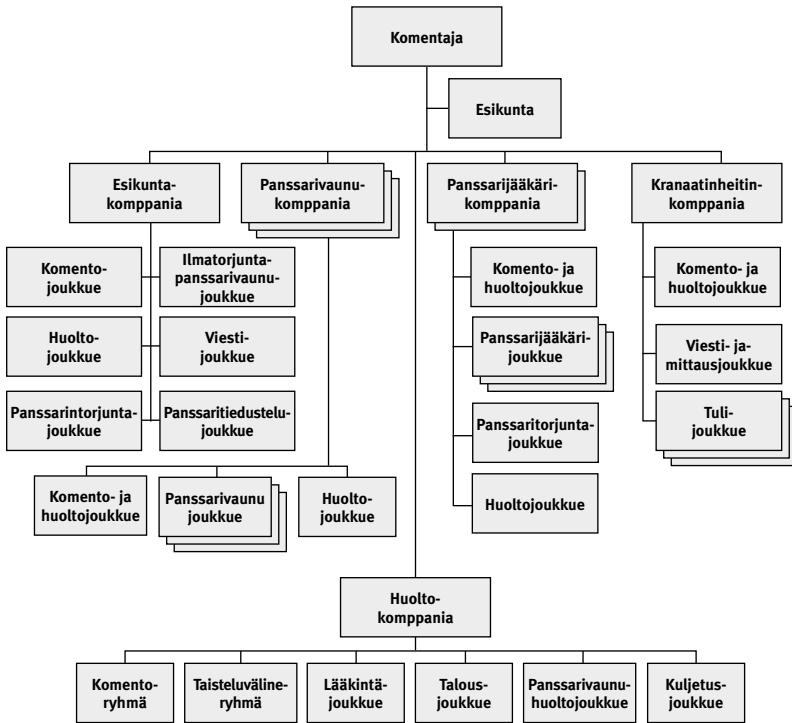 Komentaja
Esikunta
Esikunta-
komppania
Panssarivaunu-
komppania
Panssarijääkäri-
komppania
Kranaatinheitin-
komppania
Komento-
joukkue
Ilmatorjunta-
panssarivaunu-
joukkue
Huolto-
joukkue
Viesti-
joukkue
Panssarintorjunta-
joukkue
Panssaritiedustelu-
joukkue
Komento- ja
huoltojoukkue
Panssarivaunu
joukkue
Huolto-
joukkue
Komento- ja
huoltojoukkue
Panssarijääkäri-
joukkue
Panssaritorjunta-
joukkue
Huoltojoukkue
Komento- ja
huoltojoukkue
Viesti- ja-
mittausjoukkue
Tuli-
joukkue
Huolto-
komppania
Komento-
ryhmä
Taisteluväline-
ryhmä
Lääkintä-
joukkue
Talous-
joukkue
Panssarivaunu-
huoltojoukkue
Kuljetus-
joukkue